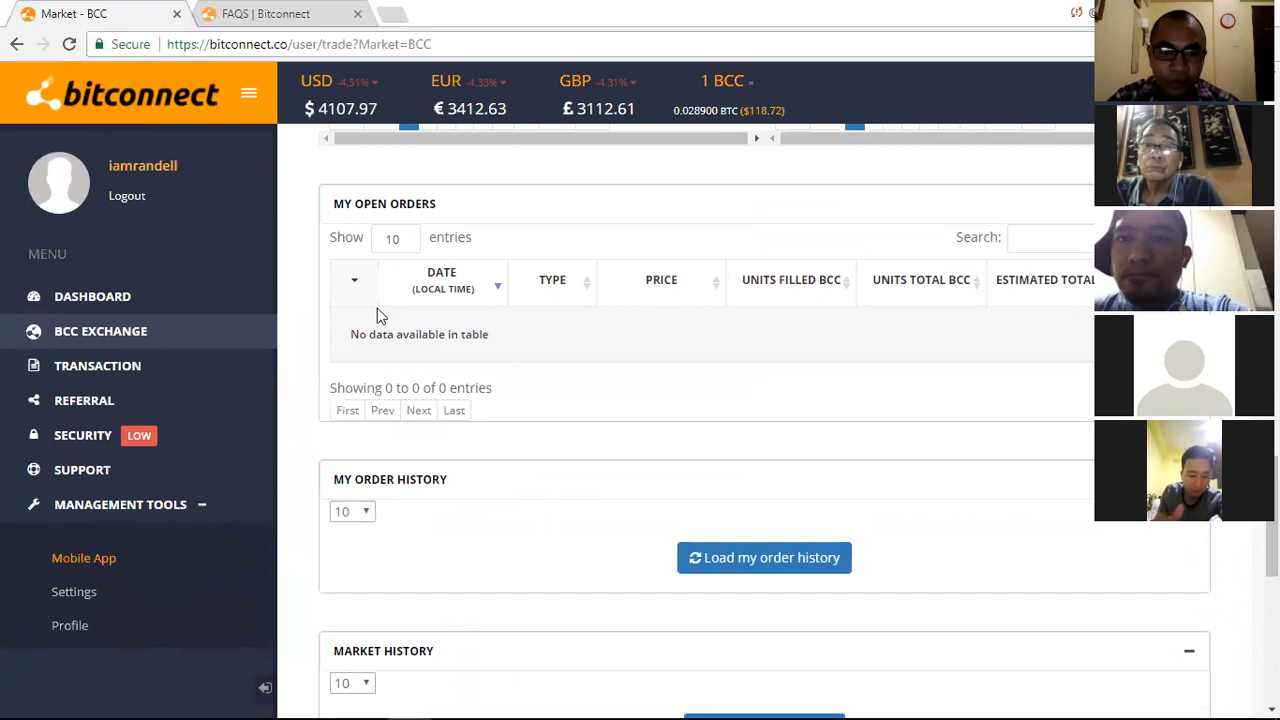 Market - BCC
FAQS | Bitconnect
Secure
https://bitconnect.co/user/trade?Market=BCC
bitconnect
USD -4.31%
$ 4107.97
EUR -4.33%
€ 3412.63
GBP -4.31%
£ 3112.61
1 BCC =
0.028900 BTC ($118.72)
iamrandell
Logout
MENU
DASHBOARD
BCC EXCHANGE
TRANSACTION
REFERRAL
SECURITY LOW
SUPPORT
MANAGEMENT TOOLS
Mobile App
Settings
Profile
MY OPEN ORDERS
Show 10 entries
Search:
DATE
(LOCAL TIME)
TYPE
PRICE
UNITS FILLED BCC
UNITS TOTAL BCC
ESTIMATED TOTAL
No data available in table
Showing 0 to 0 of 0 entries
First Prev Next Last
MY ORDER HISTORY
10
Load my order history
MARKET HISTORY
10